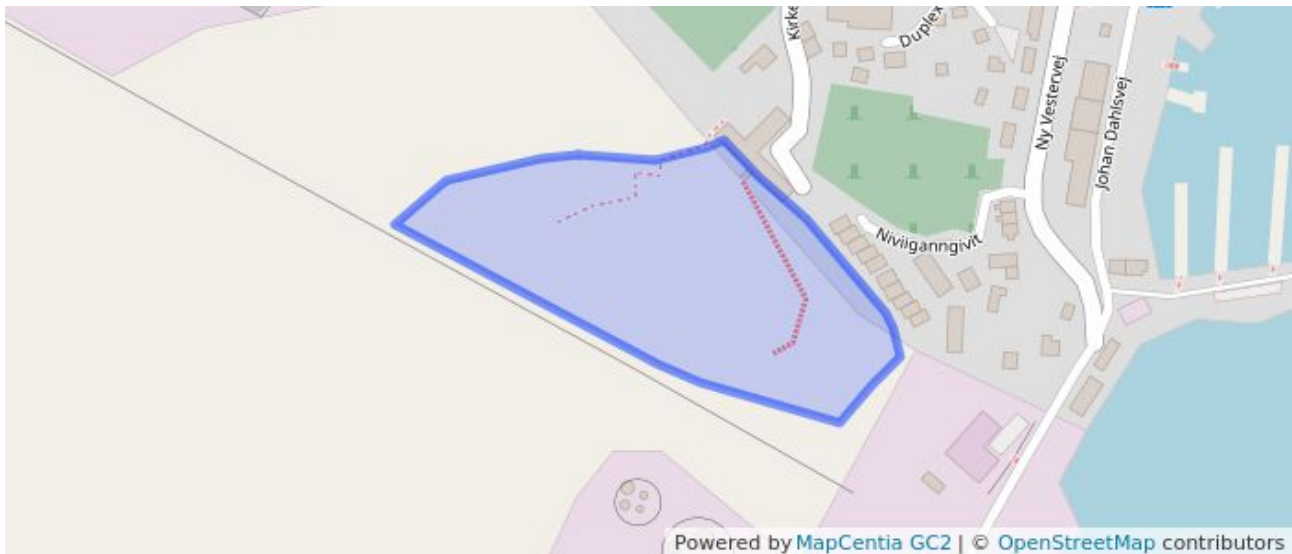 Kirke
Duplex
Ny Vestervej
Johan Dahlsvej
Niviiganngivit
Powered by MapCentia GC2 | © OpenStreetMap contributors